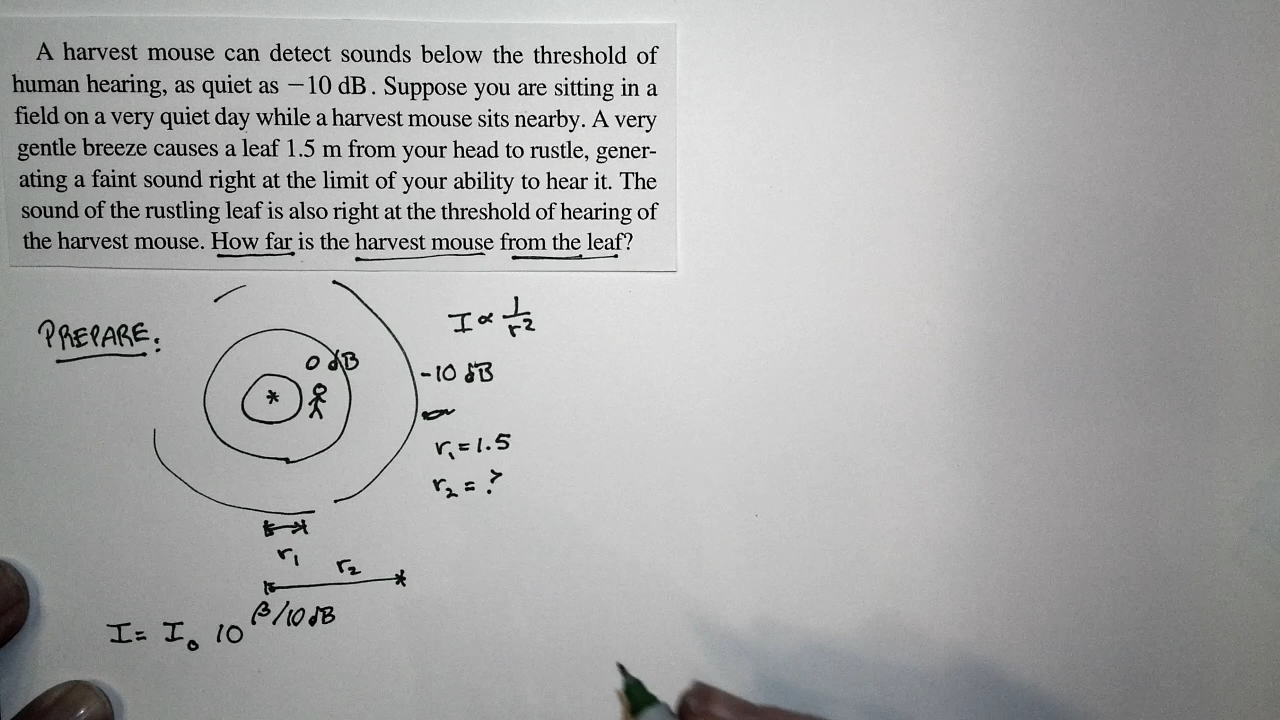 A harvest mouse can detect sounds below the threshold of
human hearing, as quiet as −10 dB. Suppose you are sitting in a
field on a very quiet day while a harvest mouse sits nearby. A very
gentle breeze causes a leaf 1.5 m from your head to rustle, gener-
ating a faint sound right at the limit of your ability to hear it. The
sound of the rustling leaf is also right at the threshold of hearing of
the harvest mouse. How far is the harvest mouse from the leaf?
PREPARE:
I ∝ 1/r²
0 dB
-10 dB
r₁ = 1.5
r₂ = ?
r₁
r₂
I = I₀ 10^β/10 dB